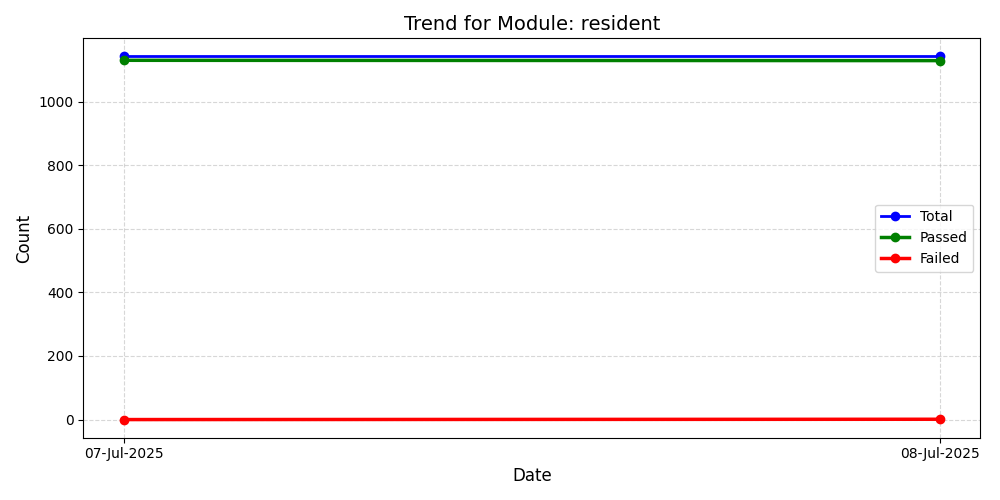 Trend for Module: resident
Count
1000
800
600
400
200
0
Total
Passed
Failed
07-Jul-2025
08-Jul-2025
Date